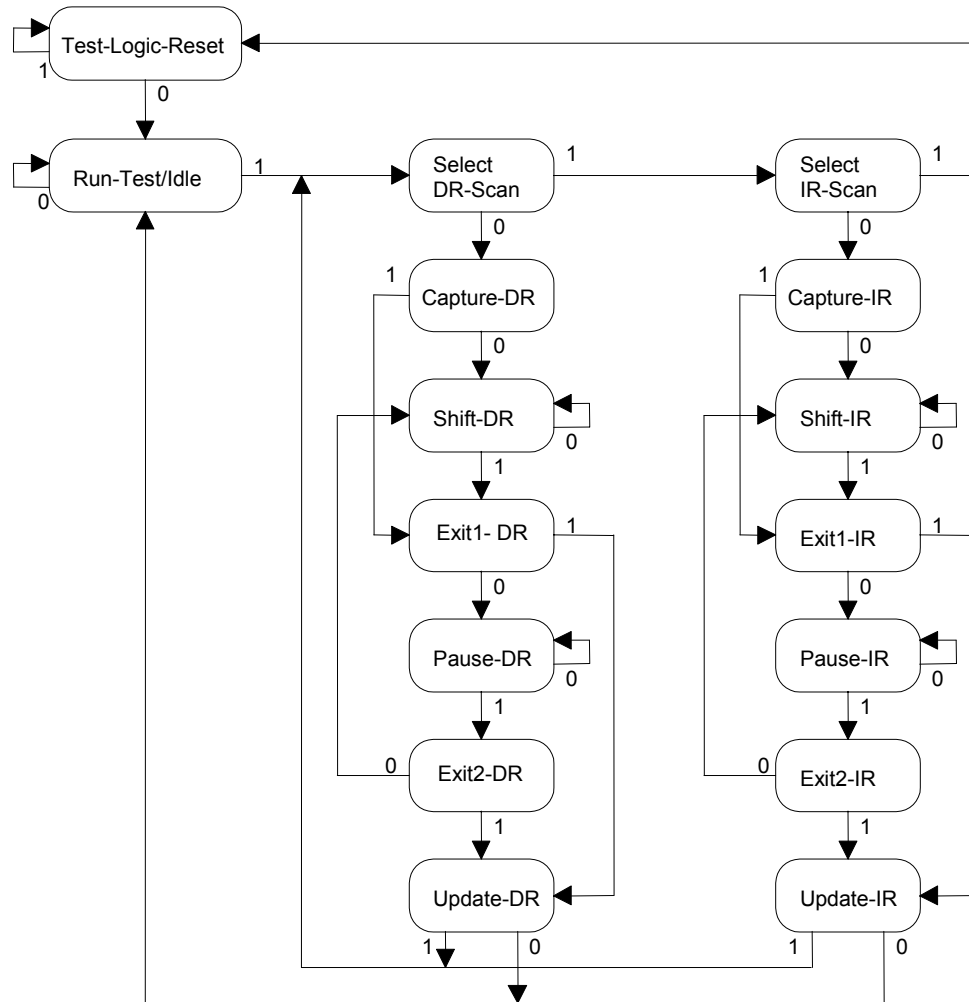 Test-Logic-Reset
1
0
Run-Test/Idle
1
0
Select
DR-Scan
1
0
Select
IR-Scan
1
0
1
Capture-DR
0
1
Capture-IR
0
Shift-DR
0
1
Shift-IR
0
1
Exit1- DR
1
0
Exit1-IR
1
0
Pause-DR
0
1
Pause-IR
0
1
0
Exit2-DR
1
0
Exit2-IR
1
Update-DR
1
0
Update-IR
1
0